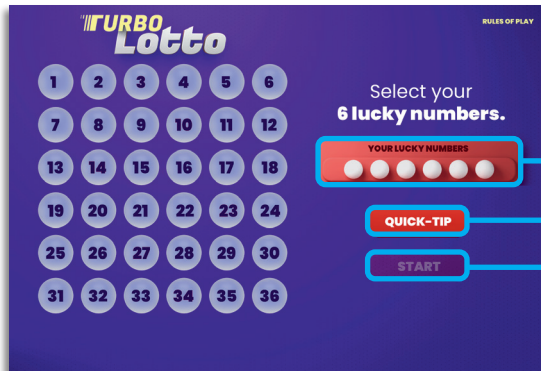 TURBO
Lotto
RULES OF PLAY
1 2 3 4 5 6
7 8 9 10 11 12
13 14 15 16 17 18
19 20 21 22 23 24
25 26 27 28 29 30
31 32 33 34 35 36
Select your
6 lucky numbers.
YOUR LUCKY NUMBERS
QUICK-TIP
START